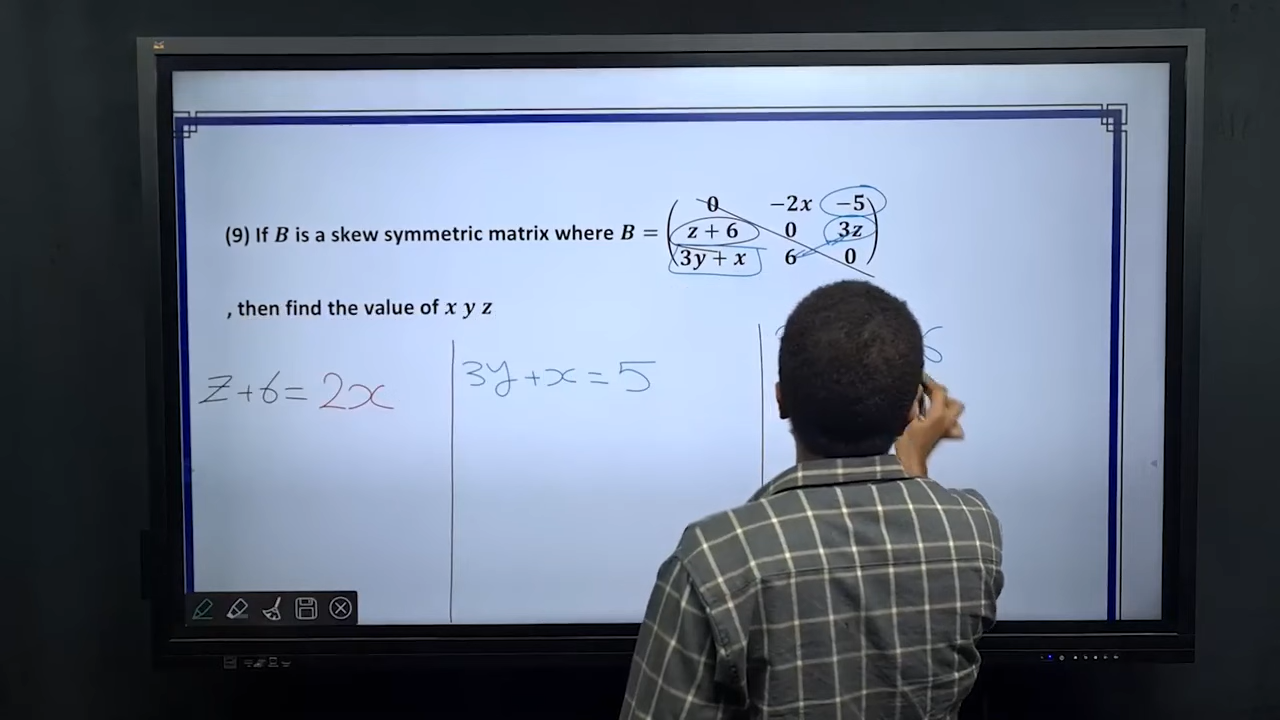 0 −2x −5
(9) If B is a skew symmetric matrix where B = z + 6 0 3z
3y + x 6 0
, then find the value of x y z
z+6=2x
3y+x=5
6